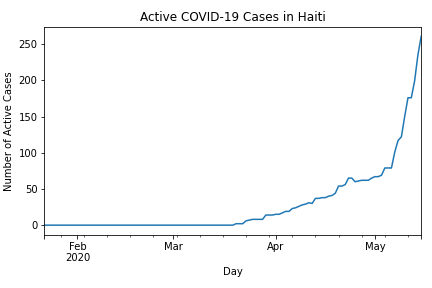 Active COVID-19 Cases in Haiti
Number of Active Cases
250
200
150
100
50
0
Feb
2020
Mar
Apr
May
Day